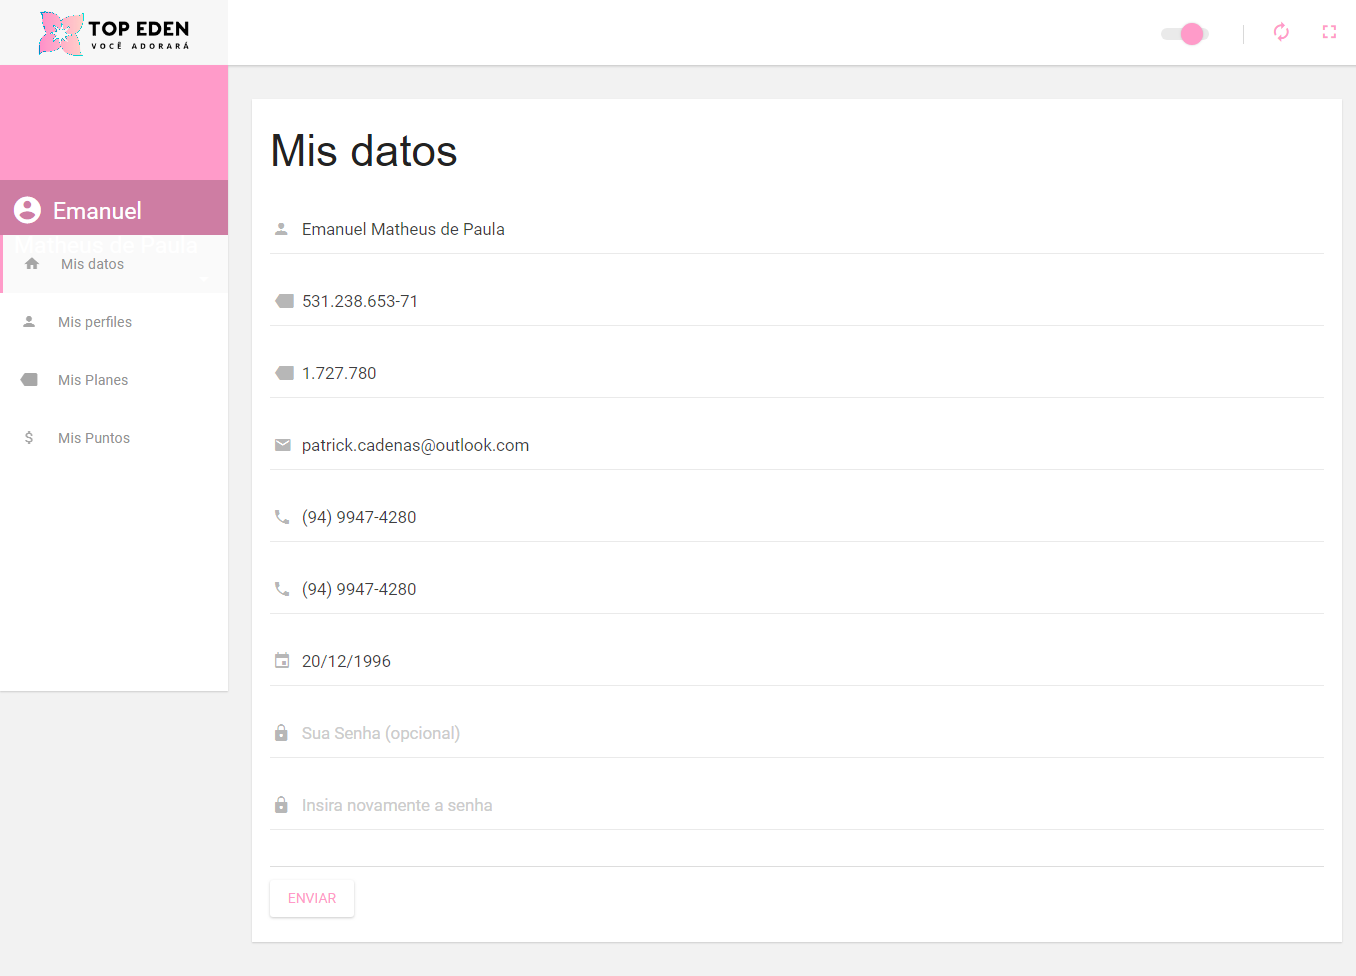 TOP EDEN
VOCÊ ADORARÁ
Emanuel
Matheus de Paula
Mis datos
Mis perfiles
Mis Planes
Mis Puntos
Mis datos
Emanuel Matheus de Paula
531.238.653-71
1.727.780
patrick.cadenas@outlook.com
(94) 9947-4280
(94) 9947-4280
20/12/1996
Sua Senha (opcional)
Insira novamente a senha
ENVIAR